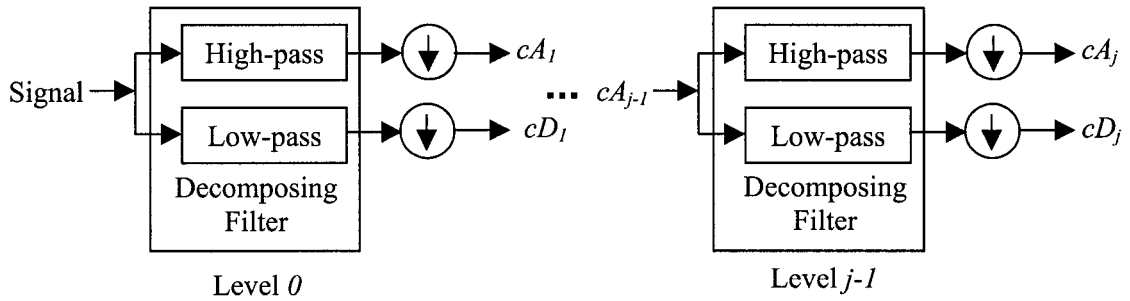 Signal
High-pass
Low-pass
Decomposing
Filter
cA1
cD1
Level 0
...
cAj-1
High-pass
Low-pass
Decomposing
Filter
cAj
cDj
Level j-1